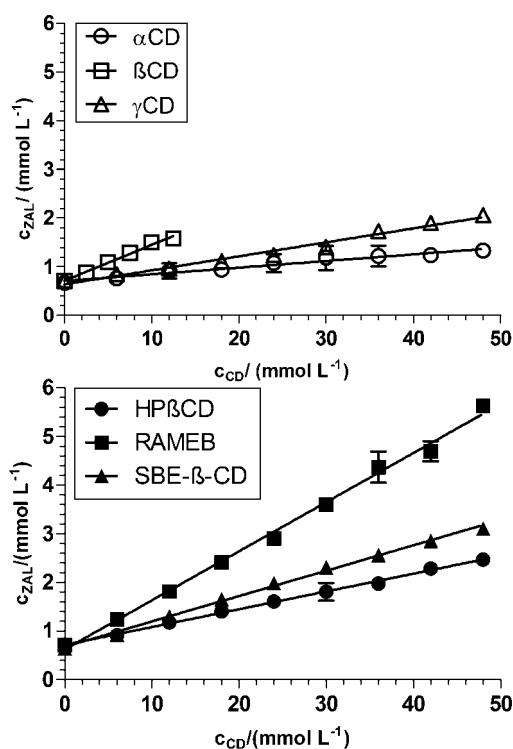 6
5
4
3
2
1
0
αCD
ßCD
γCD
c_ZAL/ (mmol L⁻¹)
0 10 20 30 40 50
c_CD/ (mmol L⁻¹)
6
5
4
3
2
1
0
HPßCD
RAMEB
SBE-ß-CD
c_ZAL/(mmol L⁻¹)
0 10 20 30 40 50
c_CD/(mmol L⁻¹)